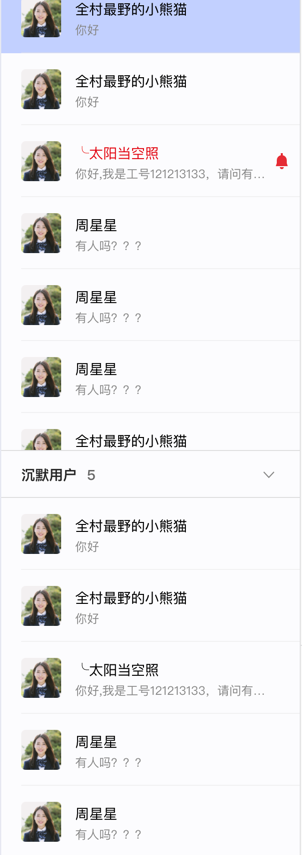 全村最野的小熊猫
你好
全村最野的小熊猫
你好
╰太阳当空照
你好,我是工号121213133，请问有...
周星星
有人吗？？？
周星星
有人吗？？？
周星星
有人吗？？？
全村最野的小熊猫
沉默用户 5
全村最野的小熊猫
你好
全村最野的小熊猫
你好
╰太阳当空照
你好,我是工号121213133，请问有...
周星星
有人吗？？？
周星星
有人吗？？？